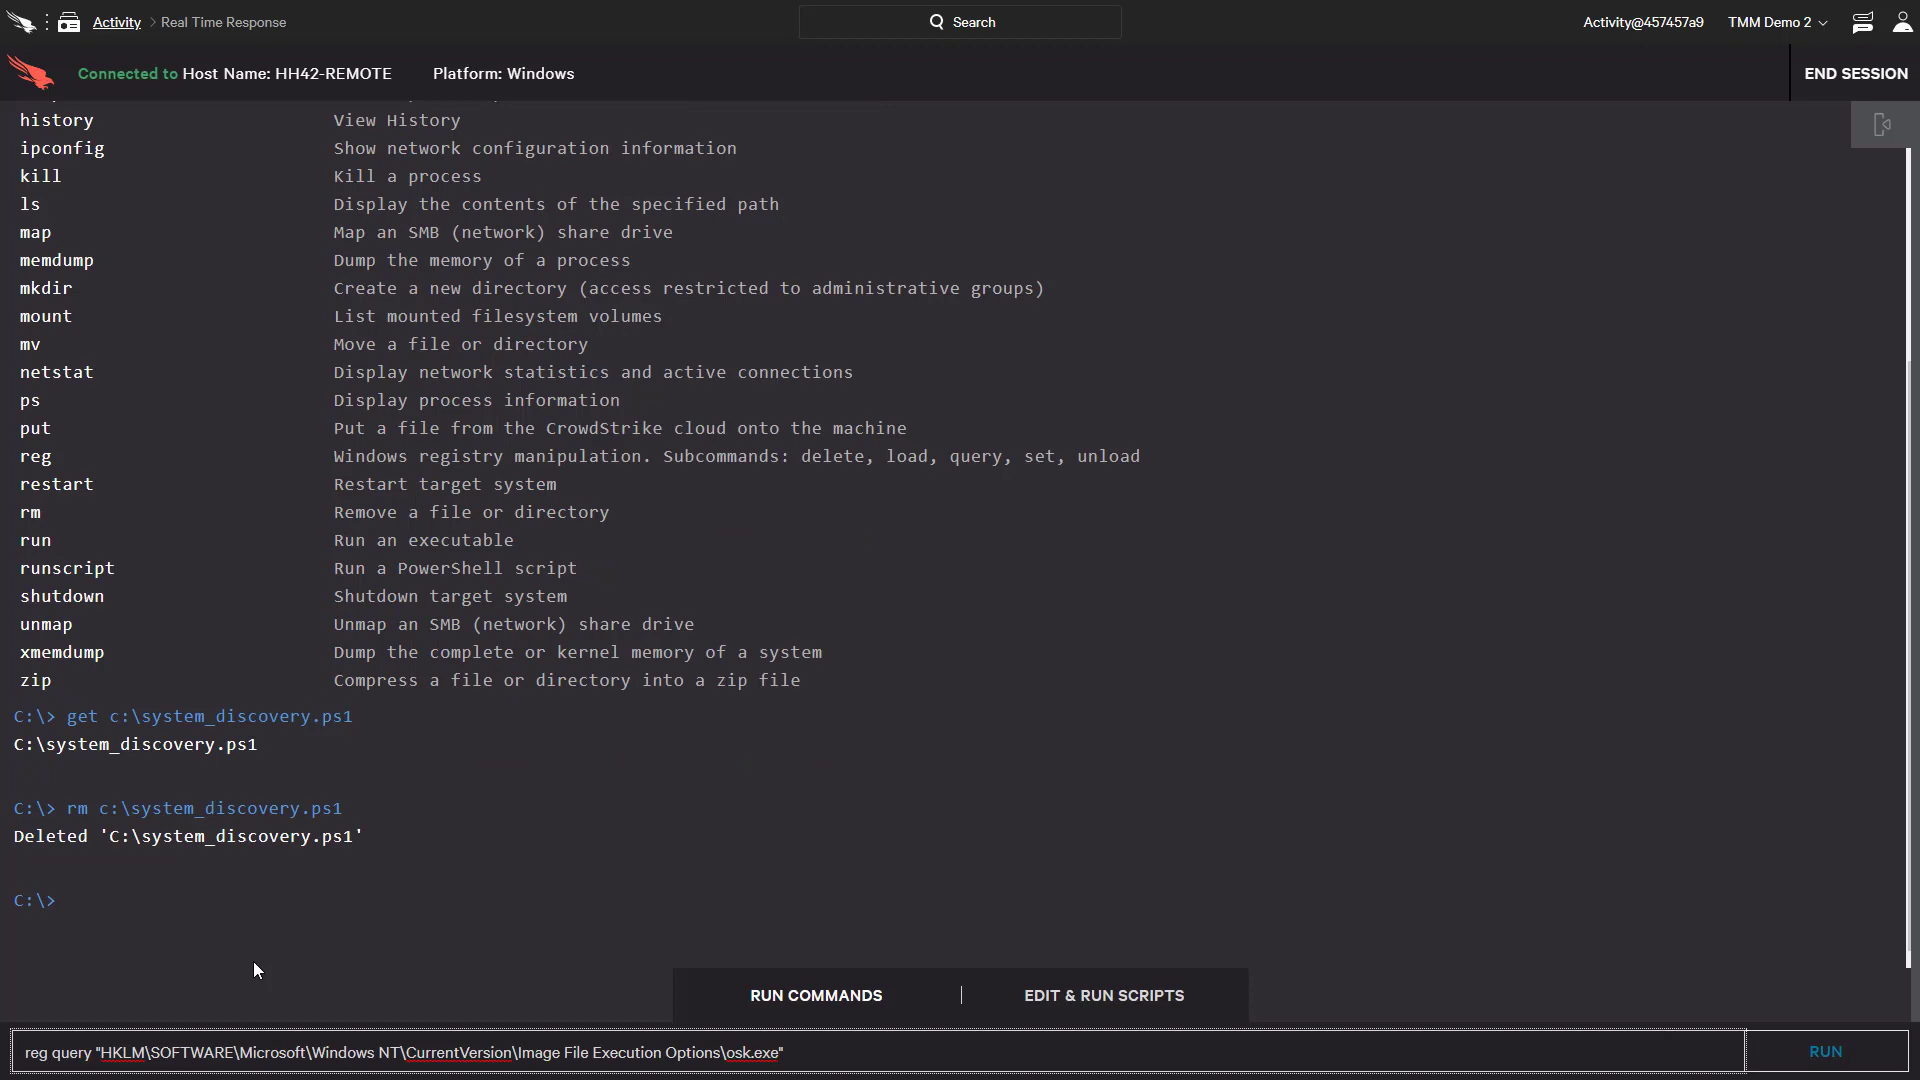 Activity > Real Time Response
Search
Activity@457457a9
TMM Demo 2
Connected to Host Name: HH42-REMOTE Platform: Windows
END SESSION
history View History
ipconfig Show network configuration information
kill Kill a process
ls Display the contents of the specified path
map Map an SMB (network) share drive
memdump Dump the memory of a process
mkdir Create a new directory (access restricted to administrative groups)
mount List mounted filesystem volumes
mv Move a file or directory
netstat Display network statistics and active connections
ps Display process information
put Put a file from the CrowdStrike cloud onto the machine
reg Windows registry manipulation. Subcommands: delete, load, query, set, unload
restart Restart target system
rm Remove a file or directory
run Run an executable
runscript Run a PowerShell script
shutdown Shutdown target system
unmap Unmap an SMB (network) share drive
xmemdump Dump the complete or kernel memory of a system
zip Compress a file or directory into a zip file
C:\> get c:\system_discovery.ps1
C:\system_discovery.ps1
C:\> rm c:\system_discovery.ps1
Deleted 'C:\system_discovery.ps1'
C:\>
RUN COMMANDS | EDIT & RUN SCRIPTS
reg query "HKLM\SOFTWARE\Microsoft\Windows NT\CurrentVersion\Image File Execution Options\osk.exe"
RUN